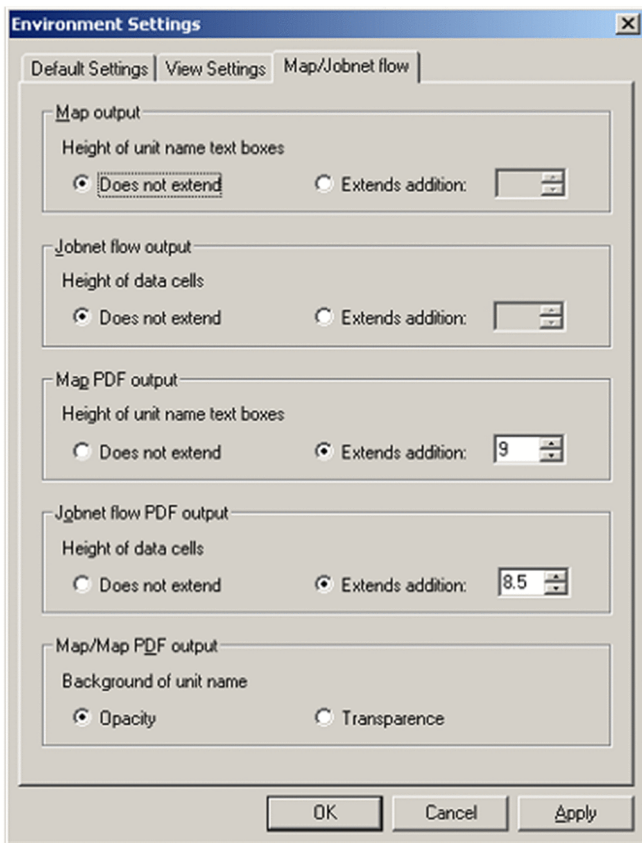 Environment Settings
Default Settings View Settings Map/Jobnet flow
Map output
Height of unit name text boxes
Does not extend Extends addition:
Jobnet flow output
Height of data cells
Does not extend Extends addition:
Map PDF output
Height of unit name text boxes
Does not extend Extends addition: 9
Jobnet flow PDF output
Height of data cells
Does not extend Extends addition: 8.5
Map/Map PDF output
Background of unit name
Opacity Transparence
OK Cancel Apply